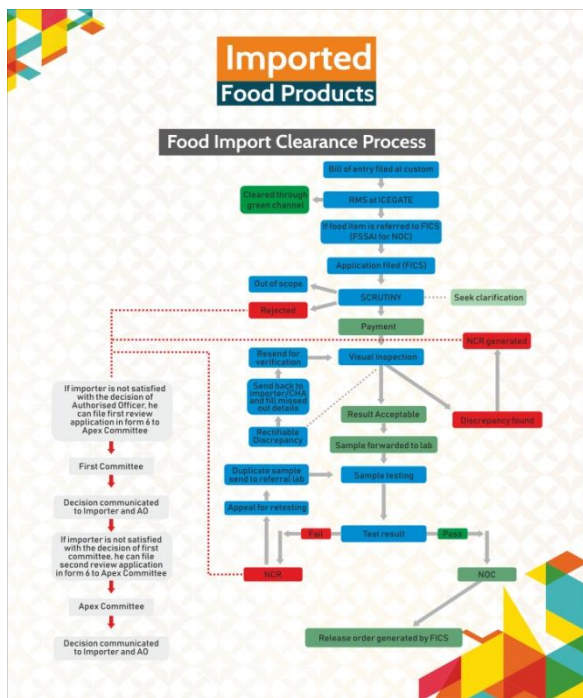 Imported
Food Products
Food Import Clearance Process
Bill of entry filed at custom
Cleared through
green channel
RMS at ICEGATE
If food item is referred to FICS
(FSSAI for NOC)
Application filed (FICS)
Out of scope
SCRUTINY
Seek clarification
Rejected
Payment
NCR generated
Resend for
verification
Visual Inspection
Send back to
importer/CHA
and fill missed
out details
Rectifiable
Discrepancy
Result Acceptable
Discrepancy found
Sample forwarded to lab
Duplicate sample
send to referral lab
Sample testing
Appeal for retesting
Fail
Test result
Pass
NCR
NOC
Release order generated by FICS
If importer is not satisfied
with the decision of
Authorised Officer, he
can file first review
application in form 6 to
Apex Committee
First Committee
Decision communicated
to Importer and AO
If importer is not satisfied
with the decision of first
committee, he can file
second review application
in form 6 to Apex Committee
Apex Committee
Decision communicated
to Importer and AO